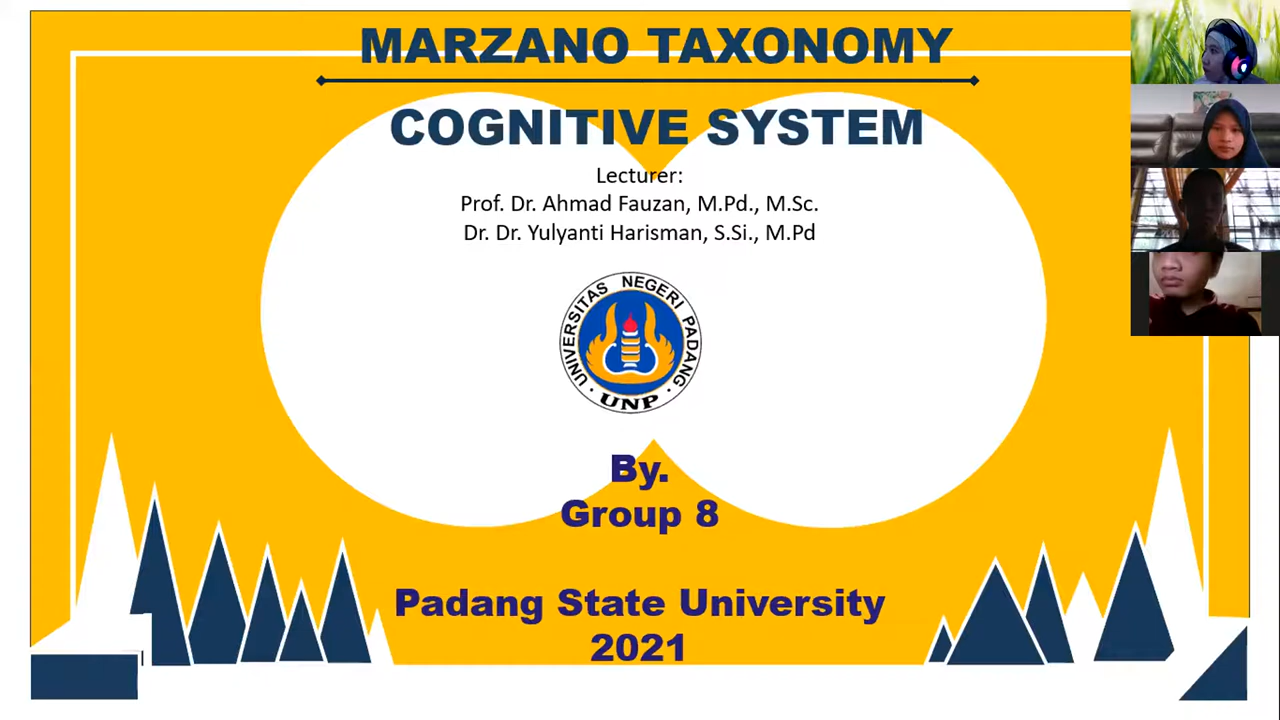 MARZANO TAXONOMY
COGNITIVE SYSTEM
Lecturer:
Prof. Dr. Ahmad Fauzan, M.Pd., M.Sc.
Dr. Dr. Yulyanti Harisman, S.Si., M.Pd
UNIVERSITAS NEGERI PADANG
UNP
By.
Group 8
Padang State University
2021